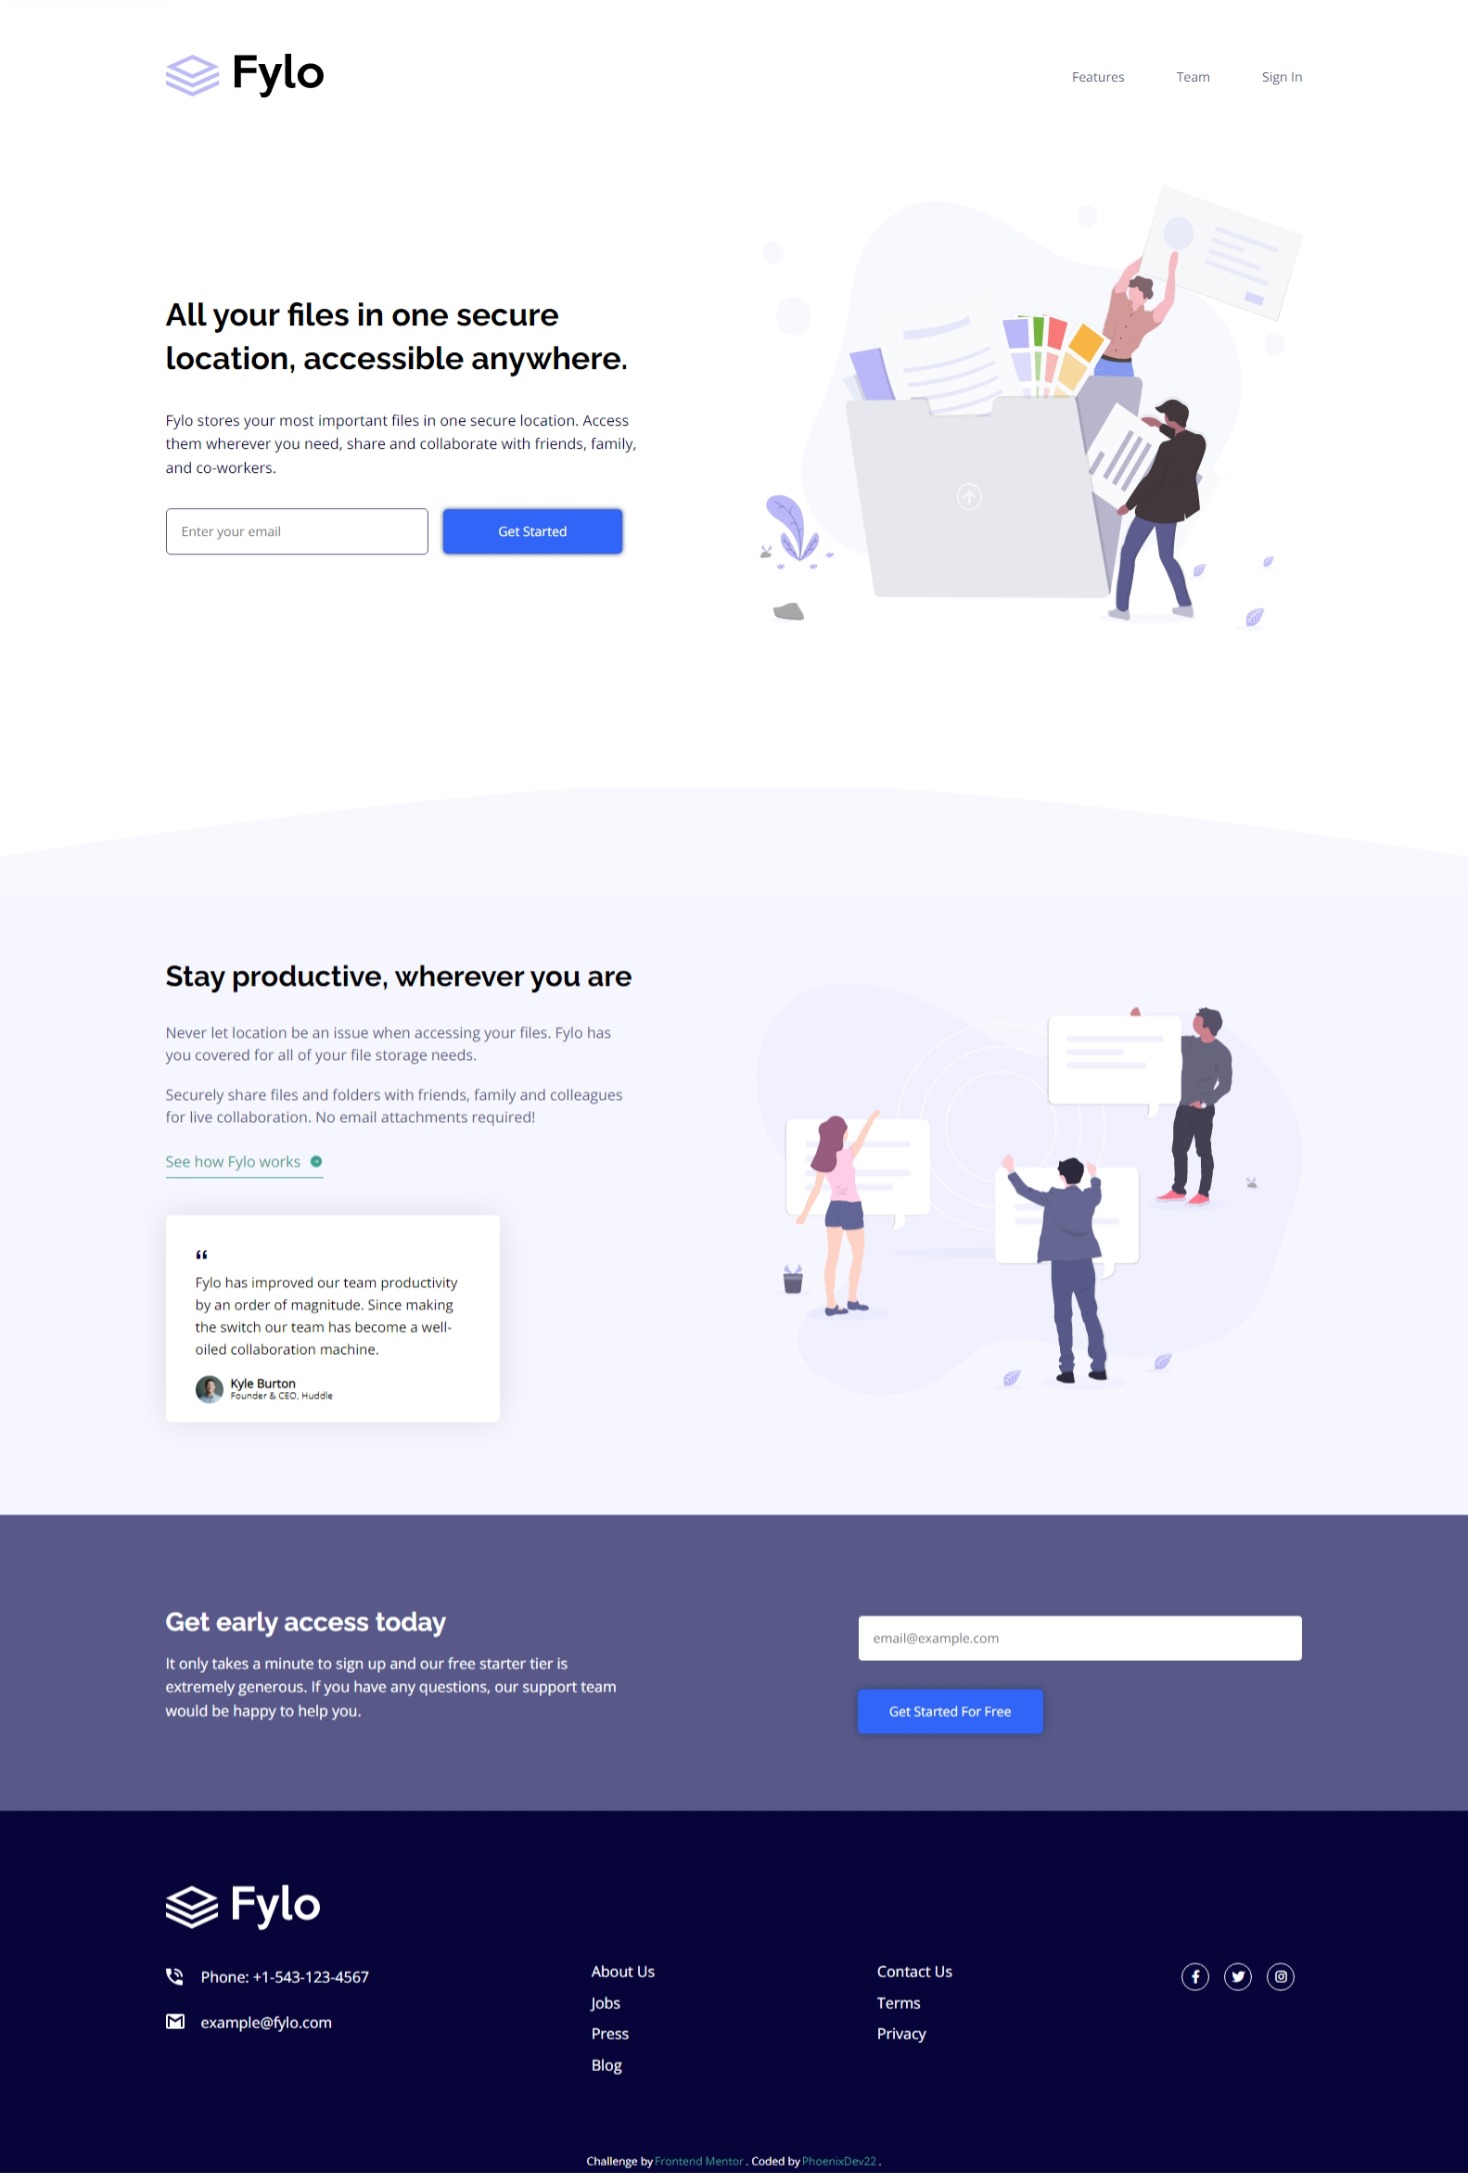 Fylo
Features
Team
Sign In
All your files in one secure
location, accessible anywhere.
Fylo stores your most important files in one secure location. Access
them wherever you need, share and collaborate with friends, family,
and co-workers.
Enter your email
Get Started
Stay productive, wherever you are
Never let location be an issue when accessing your files. Fylo has
you covered for all of your file storage needs.
Securely share files and folders with friends, family and colleagues
for live collaboration. No email attachments required!
See how Fylo works
“
Fylo has improved our team productivity
by an order of magnitude. Since making
the switch our team has become a well-
oiled collaboration machine.
Kyle Burton
Founder & CEO, Huddle
Get early access today
It only takes a minute to sign up and our free starter tier is
extremely generous. If you have any questions, our support team
would be happy to help you.
email@example.com
Get Started For Free
Fylo
Phone: +1-543-123-4567
example@fylo.com
About Us
Jobs
Press
Blog
Contact Us
Terms
Privacy
Challenge by Frontend Mentor. Coded by PhoenixDev22.